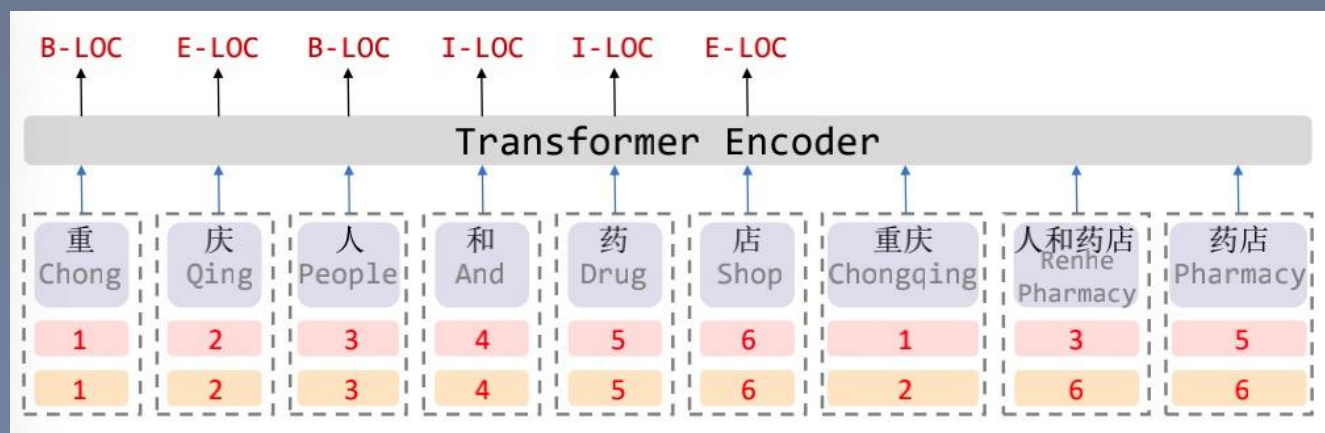 B-LOC E-LOC B-LOC I-LOC I-LOC E-LOC
Transformer Encoder
重 庆 人 和 药 店 重庆 人和药店 药店
Chong Qing People And Drug Shop Chongqing Renhe Pharmacy
Pharmacy
1 2 3 4 5 6 1 3 5
1 2 3 4 5 6 2 6 6